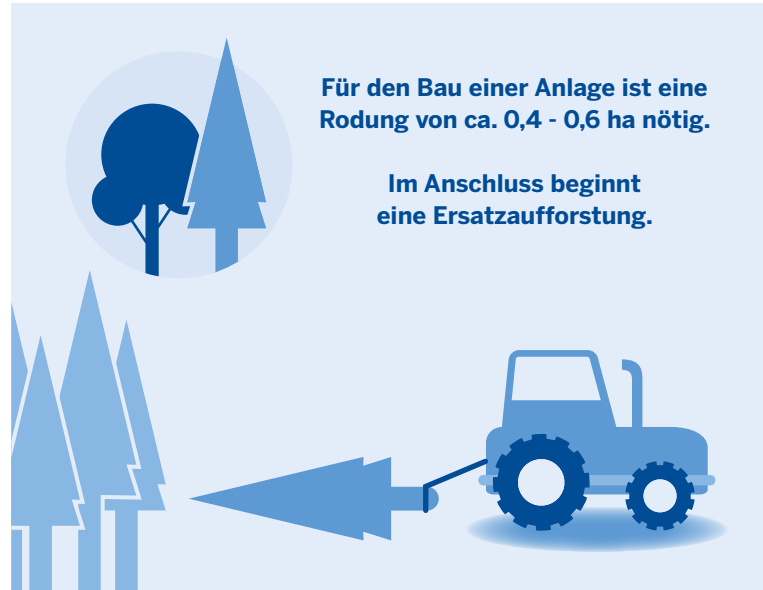 Für den Bau einer Anlage ist eine
Rodung von ca. 0,4 - 0,6 ha nötig.
Im Anschluss beginnt
eine Ersatzaufforstung.